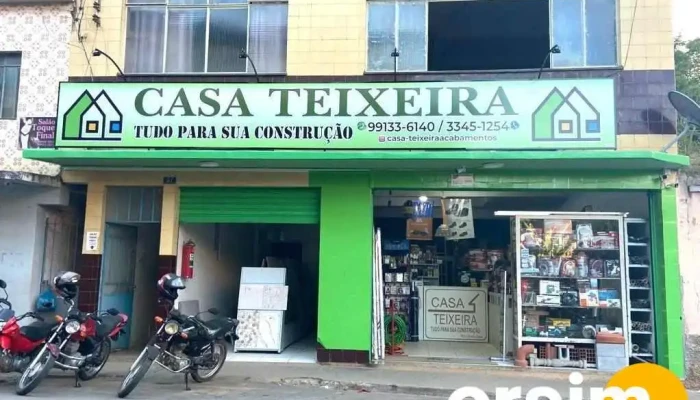 CASA TEIXEIRA
TUDO PARA SUA CONSTRUÇÃO
99133-6140 / 3345-1254
casa-teixeiraacabamentos
Salão
Toque
Final
CASA
TEIXEIRA
TUDO PARA SUA CONSTRUÇÃO